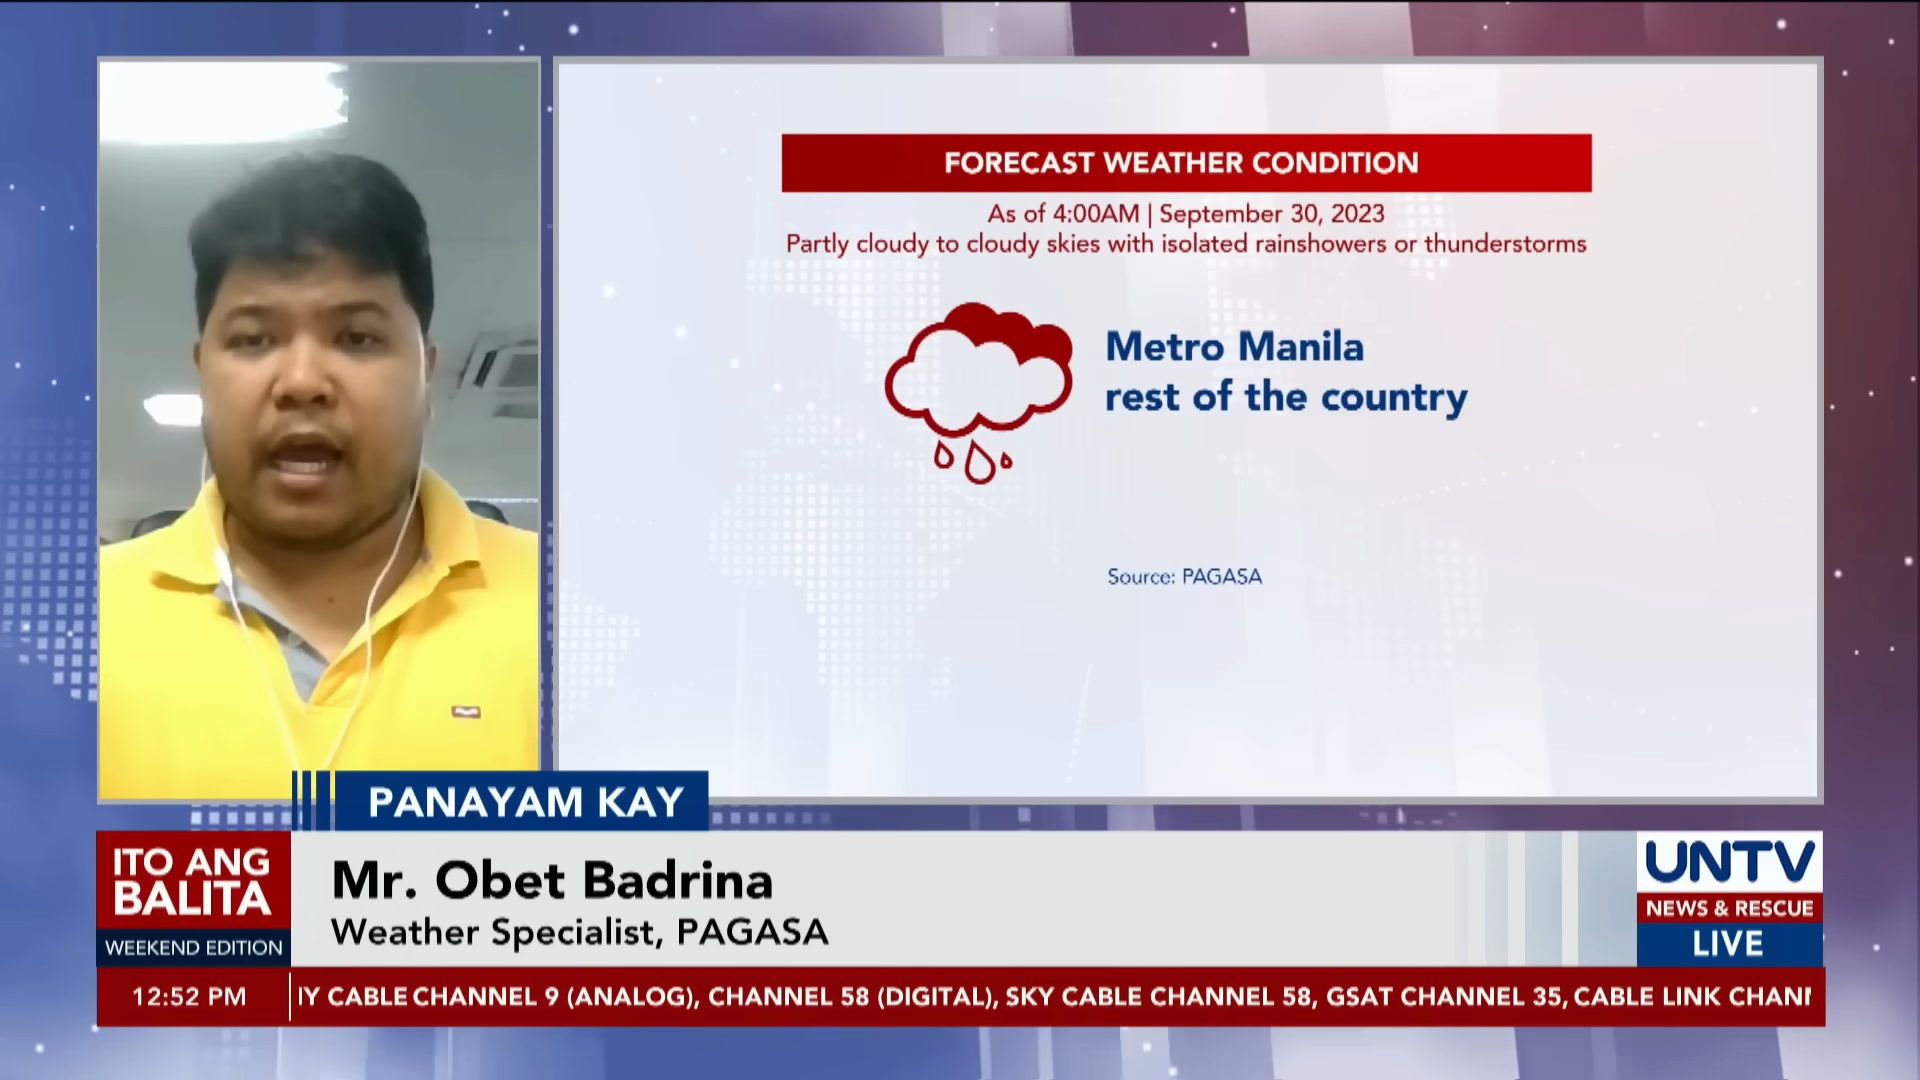 FORECAST WEATHER CONDITION
As of 4:00AM | September 30, 2023
Partly cloudy to cloudy skies with isolated rainshowers or thunderstorms
Metro Manila
rest of the country
Source: PAGASA
PANAYAM KAY
ITO ANG
BALITA
WEEKEND EDITION
Mr. Obet Badrina
Weather Specialist, PAGASA
UNTV
NEWS & RESCUE
LIVE
12:52 PM
CABLE CHANNEL 9 (ANALOG), CHANNEL 58 (DIGITAL), SKY CABLE CHANNEL 58, GSAT CHANNEL 35, CABLE LINK